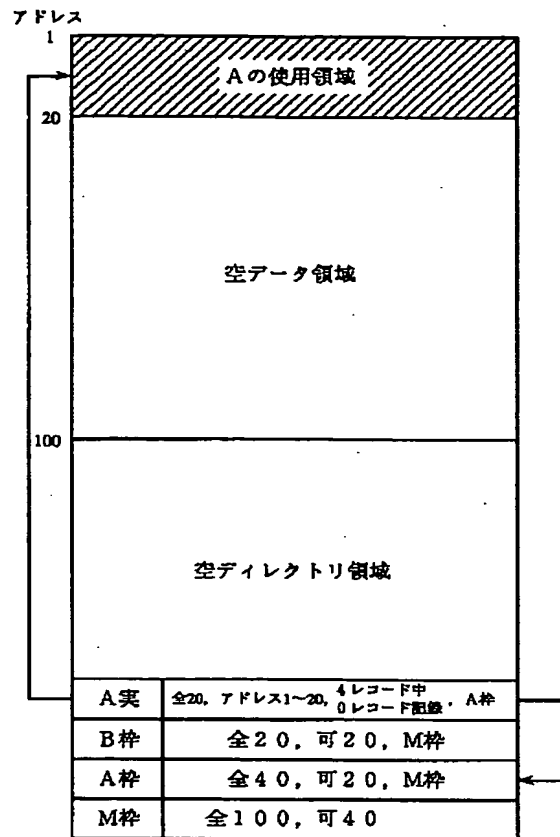 アドレス
1
Aの使用領域
20
空データ領域
100
空ディレクトリ領域
A実 全20, アドレス1~20, 4レコード中
0レコード記録, A枠
B枠 全20, 可20, M枠
A枠 全40, 可20, M枠
M枠 全100, 可40